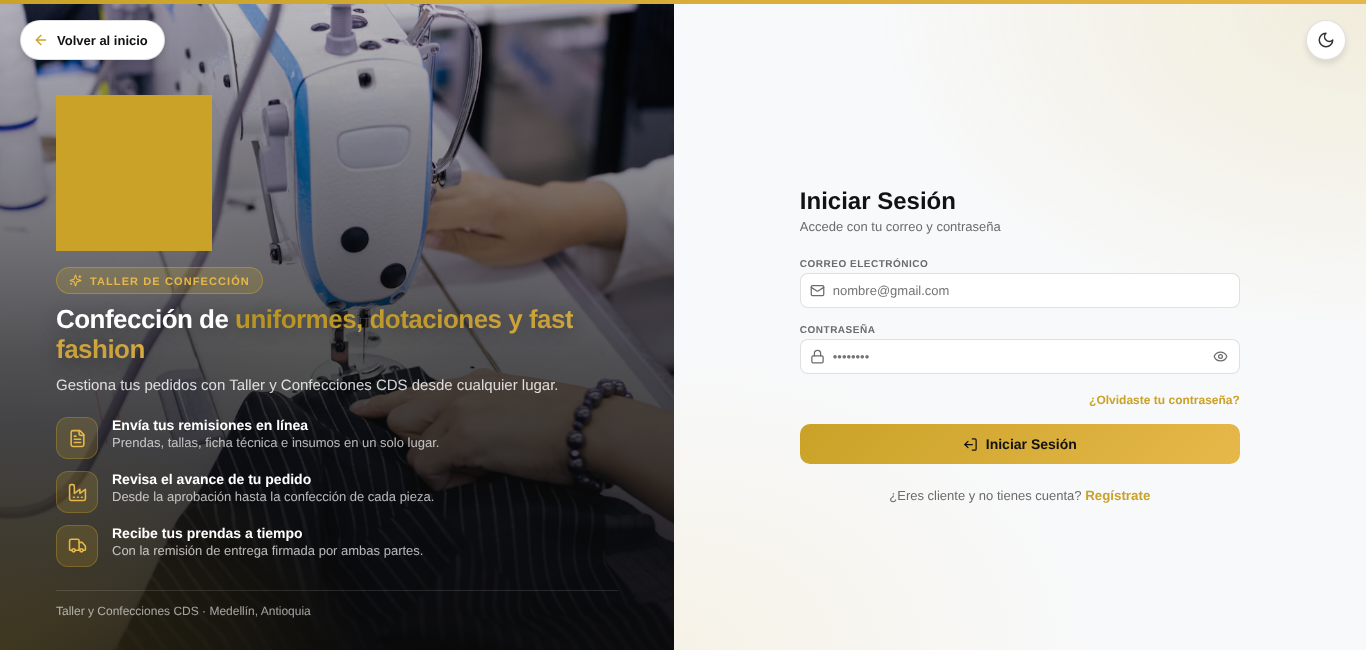 Volver al inicio
TALLER DE CONFECCIÓN
Confección de uniformes, dotaciones y fast
fashion
Gestiona tus pedidos con Taller y Confecciones CDS desde cualquier lugar.
Envía tus remisiones en línea
Prendas, tallas, ficha técnica e insumos en un solo lugar.
Revisa el avance de tu pedido
Desde la aprobación hasta la confección de cada pieza.
Recibe tus prendas a tiempo
Con la remisión de entrega firmada por ambas partes.
Taller y Confecciones CDS · Medellín, Antioquia
Iniciar Sesión
Accede con tu correo y contraseña
CORREO ELECTRÓNICO
nombre@gmail.com
CONTRASEÑA
••••••••
¿Olvidaste tu contraseña?
Iniciar Sesión
¿Eres cliente y no tienes cuenta? Regístrate